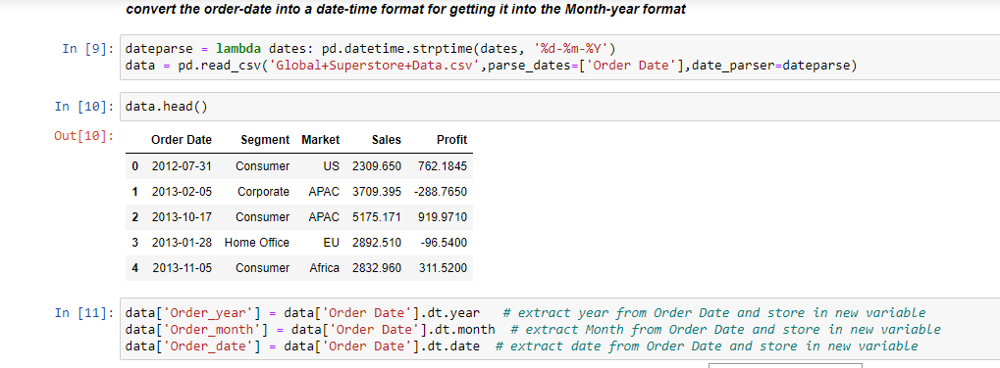 convert the order-date into a date-time format for getting it into the Month-year format
In [9]: dateparse = lambda dates: pd.datetime.strptime(dates, '%d-%m-%Y')
data = pd.read_csv('Global+Superstore+Data.csv',parse_dates=['Order Date'],date_parser=dateparse)
In [10]: data.head()
Out[10]:
Order Date Segment Market Sales Profit
0 2012-07-31 Consumer US 2309.650 762.1845
1 2013-02-05 Corporate APAC 3709.395 -288.7650
2 2013-10-17 Consumer APAC 5175.171 919.9710
3 2013-01-28 Home Office EU 2892.510 -96.5400
4 2013-11-05 Consumer Africa 2832.960 311.5200
In [11]: data['Order_year'] = data['Order Date'].dt.year # extract year from Order Date and store in new variable
data['Order_month'] = data['Order Date'].dt.month # extract Month from Order Date and store in new variable
data['Order_date'] = data['Order Date'].dt.date # extract date from Order Date and store in new variable